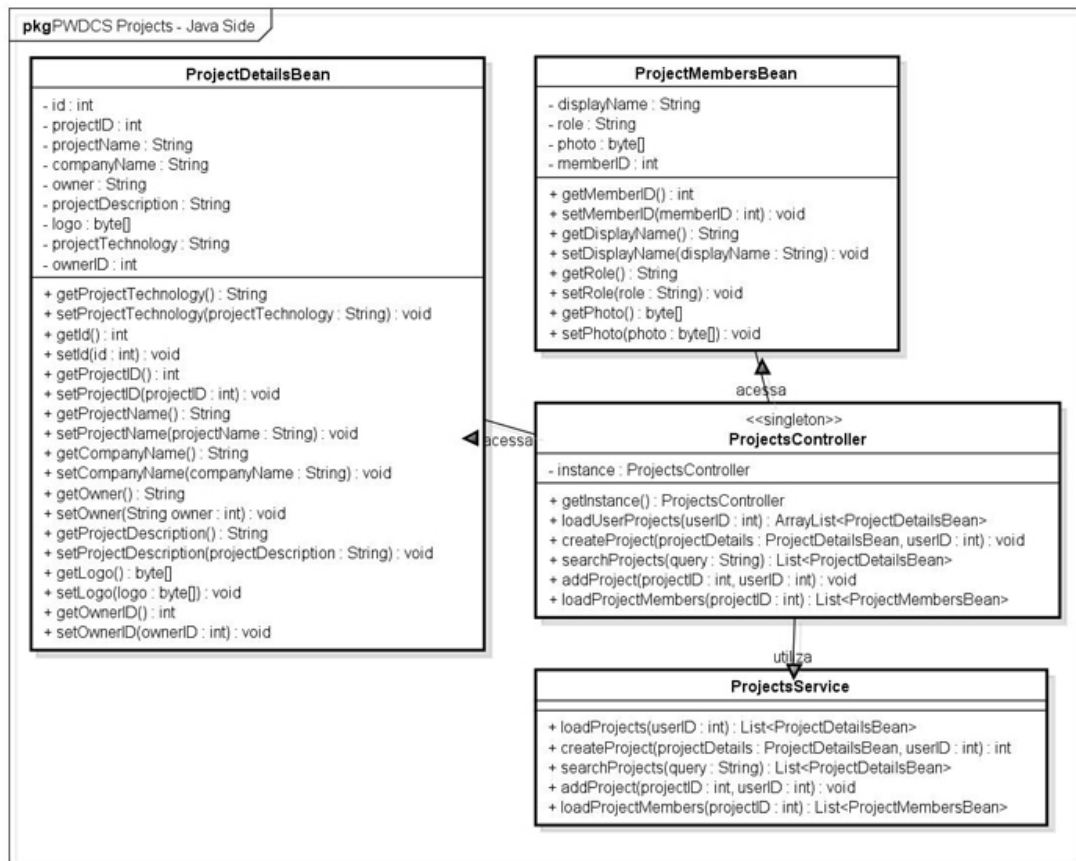 pkg PWDCS Projects - Java Side
ProjectDetailsBean
- id : int
- projectID : int
- projectName : String
- companyName : String
- owner : String
- projectDescription : String
- logo : byte[]
- projectTechnology : String
- ownerID : int
+ getProjectTechnology() : String
+ setProjectTechnology(projectTechnology : String) : void
+ getId() : int
+ setId(id : int) : void
+ getProjectID() : int
+ setProjectID(projectID : int) : void
+ getProjectName() : String
+ setProjectName(projectName : String) : void
+ getCompanyName() : String
+ setCompanyName(companyName : String) : void
+ getOwner() : String
+ setOwner(String owner : int) : void
+ getProjectDescription() : String
+ setProjectDescription(projectDescription : String) : void
+ getLogo() : byte[]
+ setLogo(logo : byte[]) : void
+ getOwnerID() : int
+ setOwnerID(ownerID : int) : void
ProjectMembersBean
- displayName : String
- role : String
- photo : byte[]
- memberID : int
+ getMemberID() : int
+ setMemberID(memberID : int) : void
+ getDisplayName() : String
+ setDisplayName(displayName : String) : void
+ getRole() : String
+ setRole(role : String) : void
+ getPhoto() : byte[]
+ setPhoto(photo : byte[]) : void
acessa
acessa
<<singleton>>
ProjectsController
- instance : ProjectsController
+ getInstance() : ProjectsController
+ loadUserProjects(userID : int) : ArrayList<ProjectDetailsBean>
+ createProject(projectDetails : ProjectDetailsBean, userID : int) : void
+ searchProjects(query : String) : List<ProjectDetailsBean>
+ addProject(projectID : int, userID : int) : void
+ loadProjectMembers(projectID : int) : List<ProjectMembersBean>
utiliza
ProjectsService
+ loadProjects(userID : int) : List<ProjectDetailsBean>
+ createProject(projectDetails : ProjectDetailsBean, userID : int) : int
+ searchProjects(query : String) : List<ProjectDetailsBean>
+ addProject(projectID : int, userID : int) : void
+ loadProjectMembers(projectID : int) : List<ProjectMembersBean>